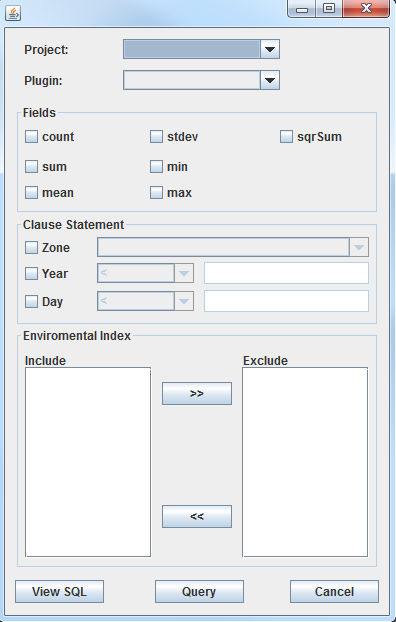 Project:
Plugin:
Fields
count stdev sqrSum
sum min
mean max
Clause Statement
Zone
Year <
Day <
Enviromental Index
Include Exclude
>>
<<
View SQL Query Cancel